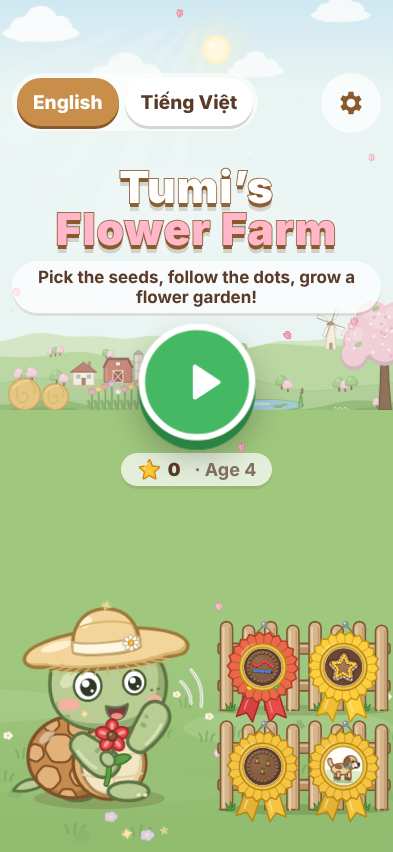 English
Tiếng Việt
Tumi's
Flower Farm
Pick the seeds, follow the dots, grow a
flower garden!
0 · Age 4